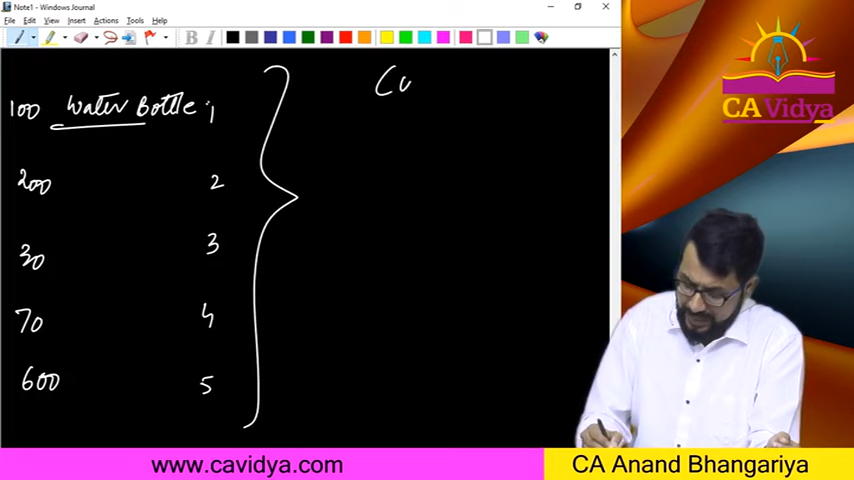 Note1 - Windows Journal
File Edit View Insert Actions Tools Help
B I
100 Water Bottle 1
200 2
30 3
70 4
600 5
CA Vidya
www.cavidya.com
CA Anand Bhangariya